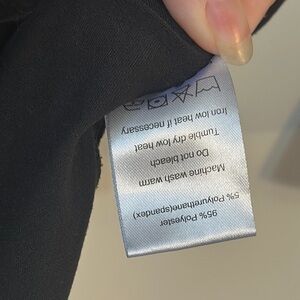 95% Polyester
5% Polyurethane(spandex)
Machine wash warm
Do not bleach
Tumble dry low heat
Iron low heat if necessary